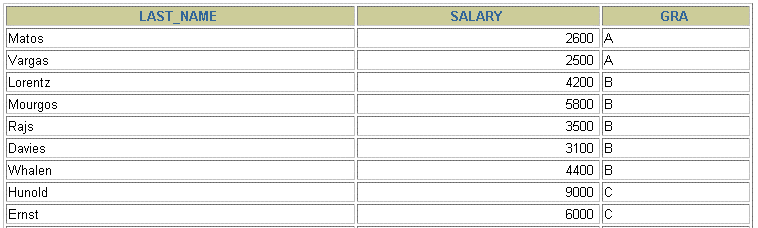 LAST_NAME SALARY GRA
Matos 2600 A
Vargas 2500 A
Lorentz 4200 B
Mourgos 5800 B
Rajs 3500 B
Davies 3100 B
Whalen 4400 B
Hunold 9000 C
Ernst 6000 C